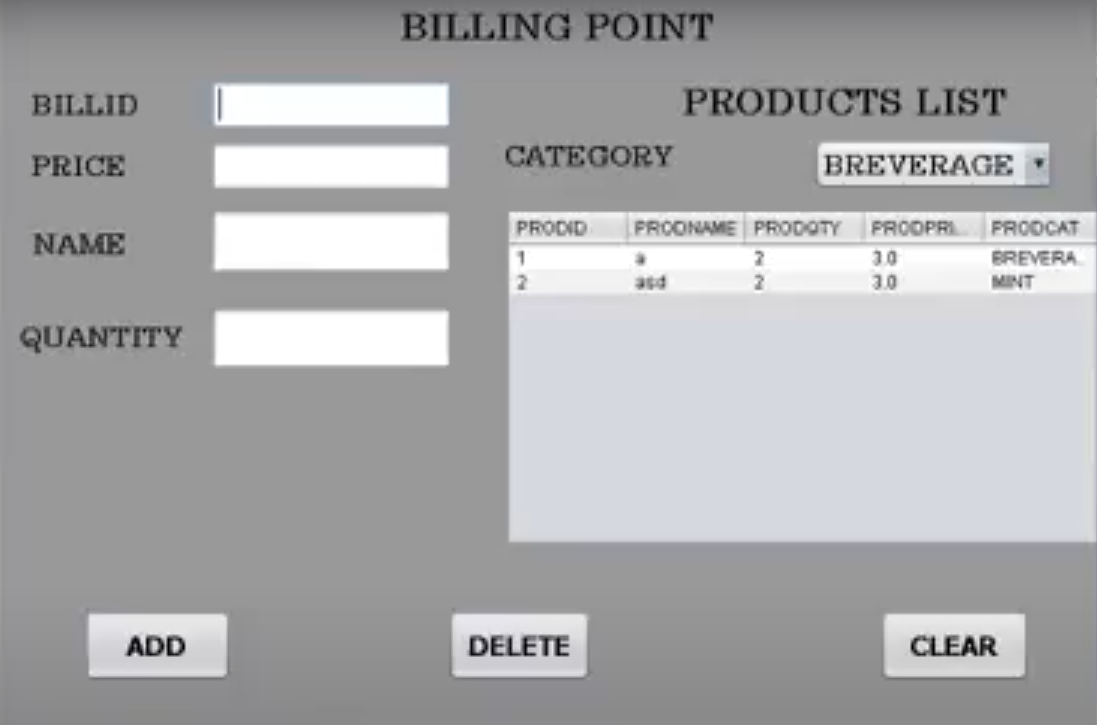 BILLING POINT
BILLID
PRICE
NAME
QUANTITY
PRODUCTS LIST
CATEGORY BREVERAGE
PRODID PRODNAME PRODQTY PRODPRI... PRODCAT
1 a 2 3.0 BREVERA...
2 asd 2 3.0 MINT
ADD DELETE CLEAR